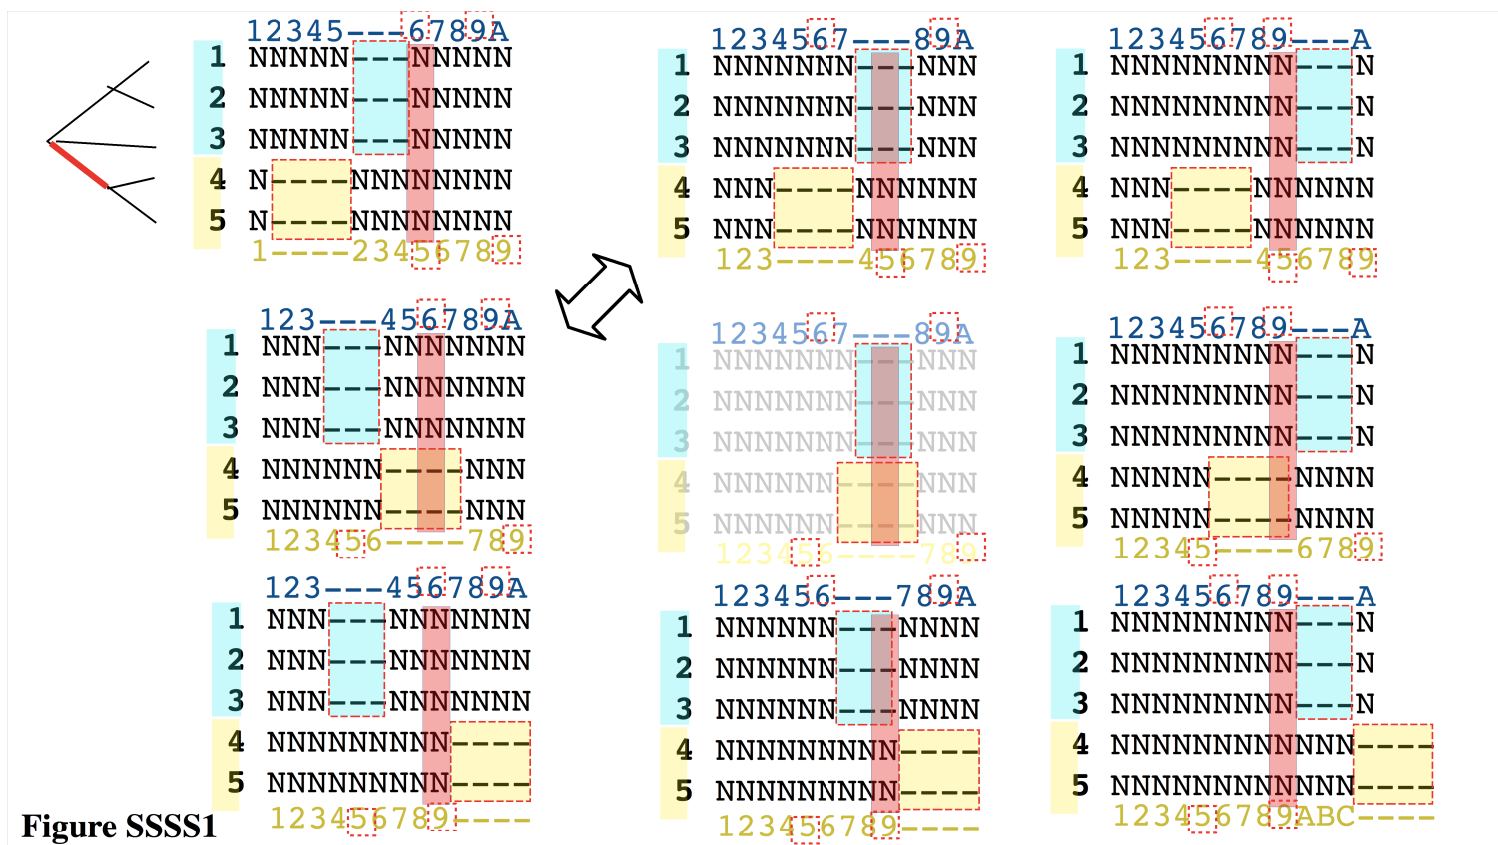 12345---6789A
1 NNNNN---NNNNN
2 NNNNN---NNNNN
3 NNNNN---NNNNN
4 N----NNNNNNNN
5 N----NNNNNNNN
1----23456789
1234567---89A
1 NNNNNNN---NNN
2 NNNNNNN---NNN
3 NNNNNNN---NNN
4 NNN----NNNNNN
5 NNN----NNNNNN
123----456789
123456789---A
1 NNNNNNNNN---N
2 NNNNNNNNN---N
3 NNNNNNNNN---N
4 NNN----NNNNNN
5 NNN----NNNNNN
123----456789
123---456789A
1 NNN---NNNNNNN
2 NNN---NNNNNNN
3 NNN---NNNNNNN
4 NNNNNN----NNN
5 NNNNNN----NNN
123456----789
1234567---89A
1 NNNNNNN---NNN
2 NNNNNNN---NNN
3 NNNNNNN---NNN
4 NNNNNN----NNN
5 NNNNNN----NNN
123456----789
123456789---A
1 NNNNNNNNN---N
2 NNNNNNNNN---N
3 NNNNNNNNN---N
4 NNNNN----NNNN
5 NNNNN----NNNN
12345----6789
123---456789A
1 NNN---NNNNNNN
2 NNN---NNNNNNN
3 NNN---NNNNNNN
4 NNNNNNNNN----
5 NNNNNNNNN----
123456789----
123456---789A
1 NNNNNN---NNNN
2 NNNNNN---NNNN
3 NNNNNN---NNNN
4 NNNNNNNNN----
5 NNNNNNNNN----
123456789----
123456789---A
1 NNNNNNNNN---N
2 NNNNNNNNN---N
3 NNNNNNNNN---N
4 NNNNNNNNNNNN----
5 NNNNNNNNNNNN----
123456789ABC----
Figure SSSS1